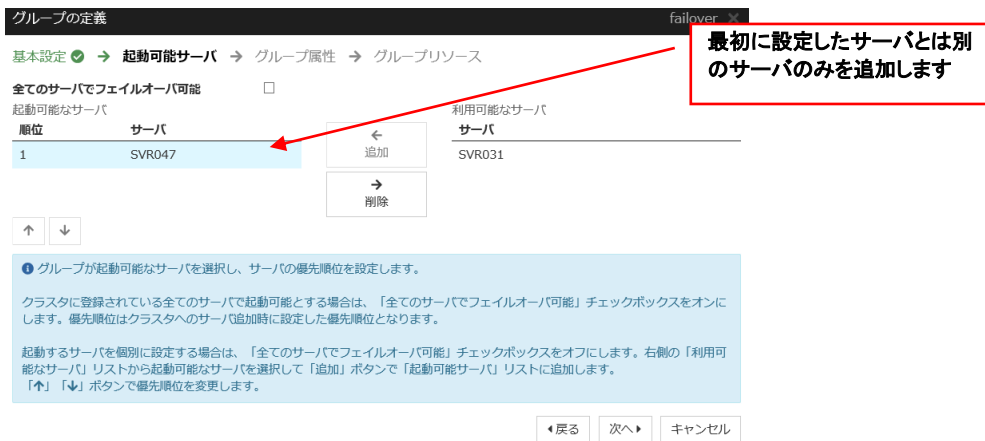 グループの定義 failover ×
最初に設定したサーバとは別
のサーバのみを追加します
基本設定 → 起動可能サーバ → グループ属性 → グループリソース
全てのサーバでフェイルオーバ可能
起動可能なサーバ 利用可能なサーバ
順位 サーバ サーバ
1 SVR047 SVR031
←
追加
→
削除
↑ ↓
グループが起動可能なサーバを選択し、サーバの優先順位を設定します。
クラスタに登録されている全てのサーバで起動可能とする場合は、「全てのサーバでフェイルオーバ可能」チェックボックスをオンに
します。優先順位はクラスタへのサーバ追加時に設定した優先順位となります。
起動するサーバを個別に設定する場合は、「全てのサーバでフェイルオーバ可能」チェックボックスをオフにします。右側の「利用可
能なサーバ」リストから起動可能なサーバを選択して「追加」ボタンで「起動可能サーバ」リストに追加します。
「↑」「↓」ボタンで優先順位を変更します。
戻る 次へ キャンセル